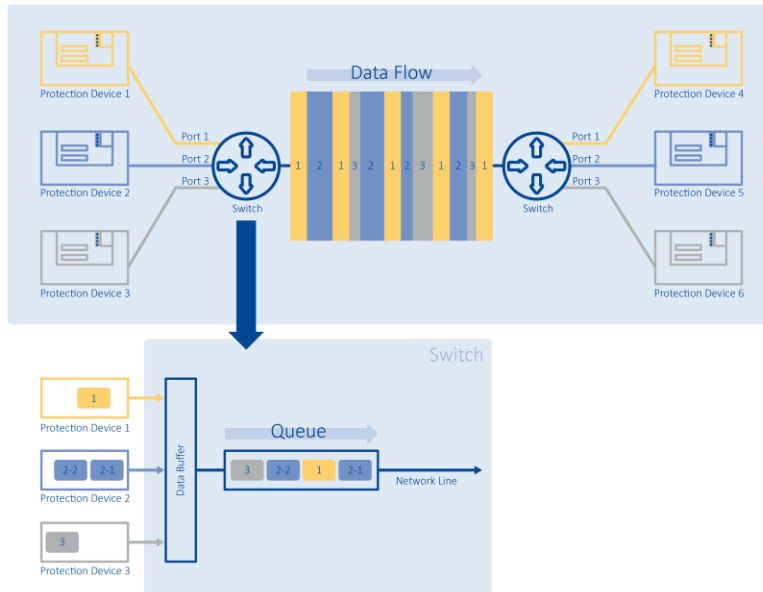 Data Flow
Protection Device 1
Protection Device 4
Port 1
Port 1
Port 2
Port 2
1 2 1 3 2 1 2 3 1 2 3 1
Protection Device 2
Port 3
Port 3
Protection Device 5
Switch
Switch
Protection Device 3
Protection Device 6
Switch
1
Protection Device 1
Queue
2-2 2-1
Data Buffer
3 2-2 1 2-1
Network Line
Protection Device 2
3
Protection Device 3